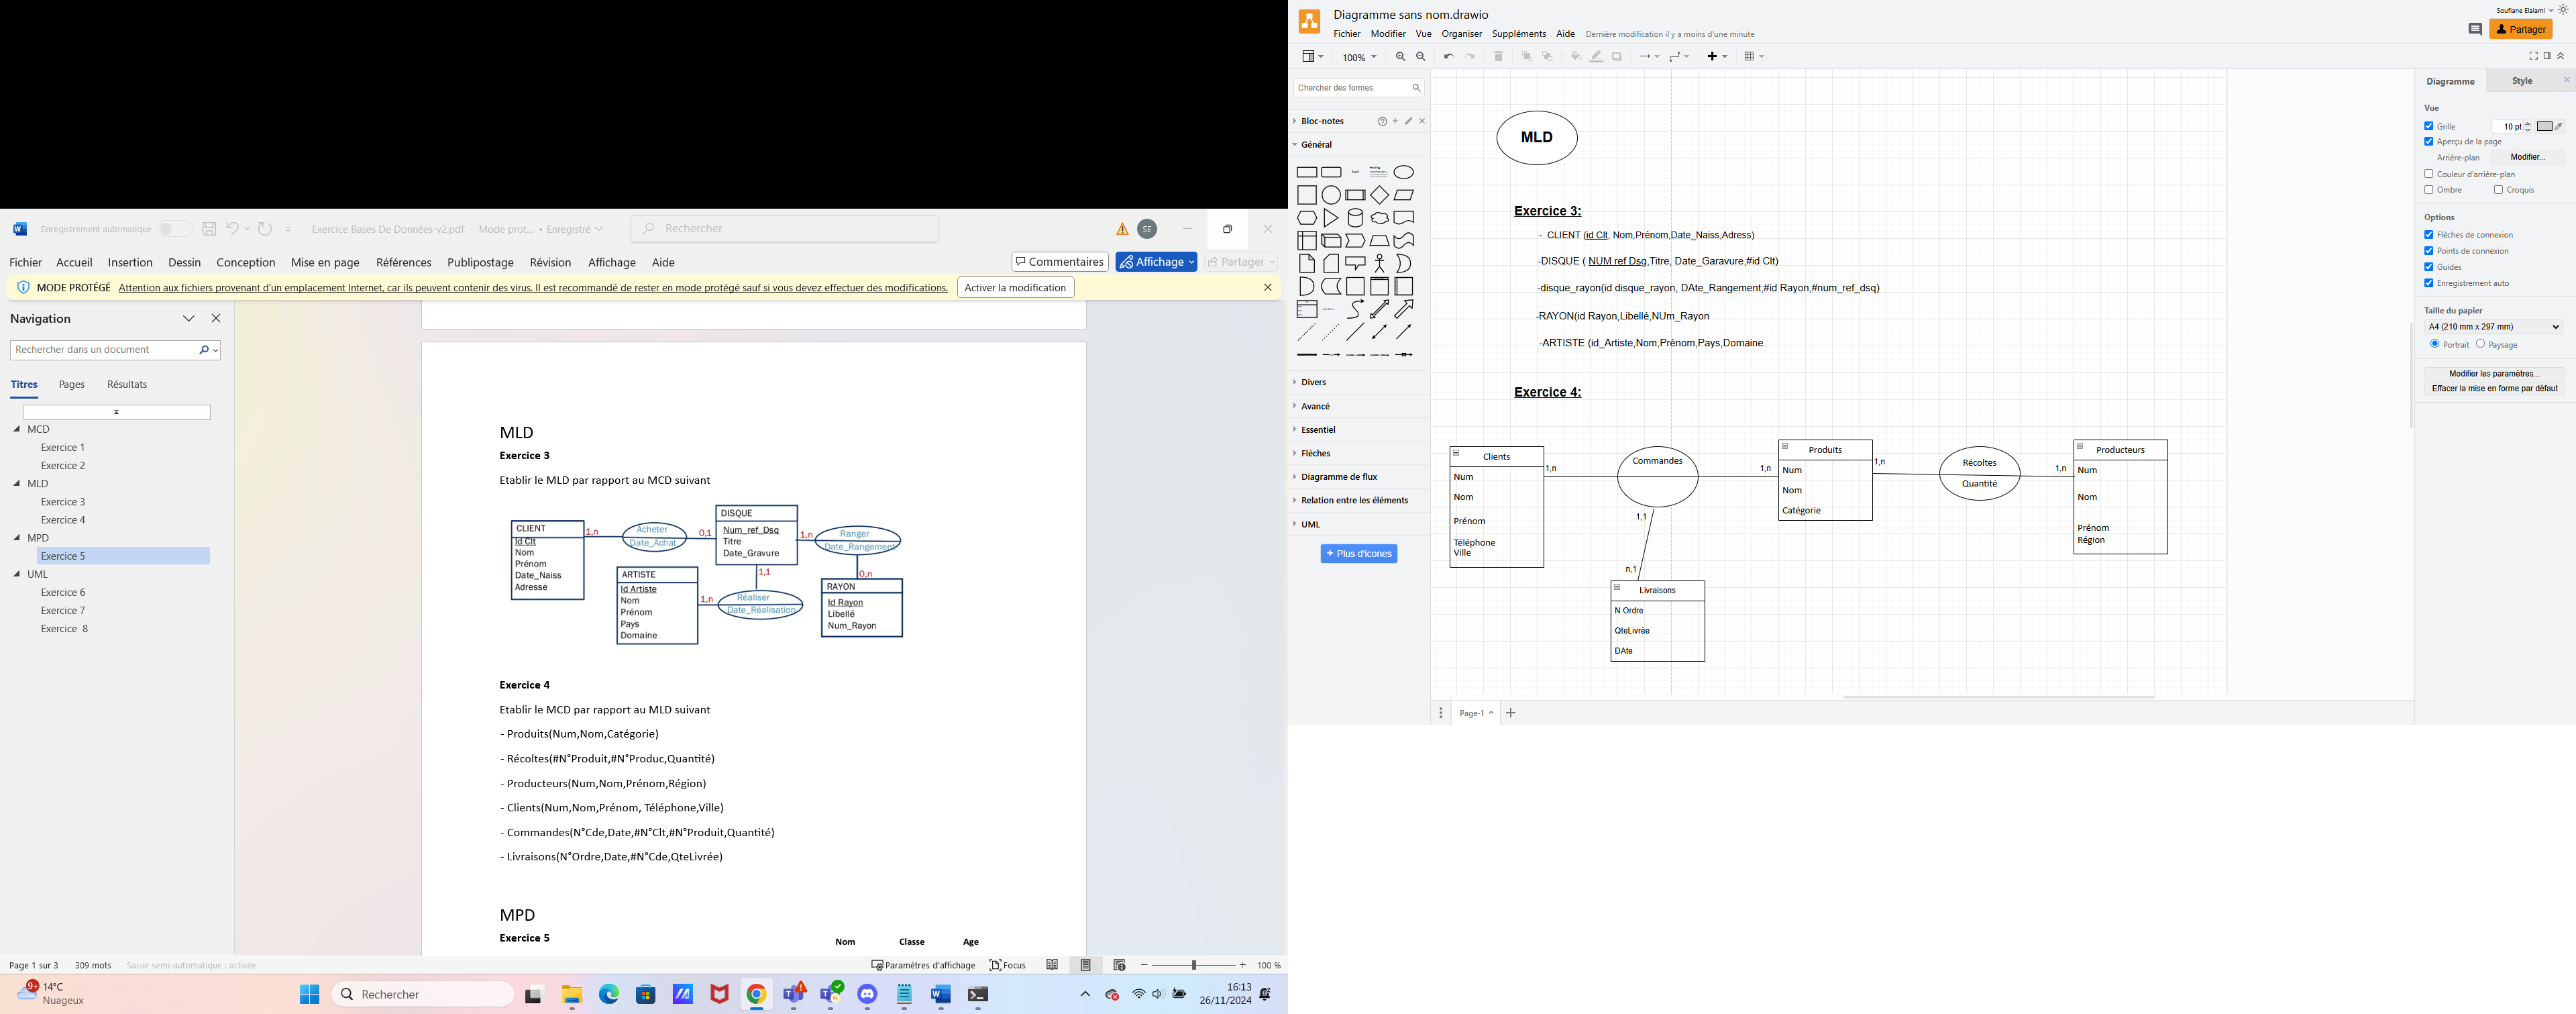 Enregistrement automatique
Exercice Bases De Données-v2.pdf - Mode prot... • Enregistré
Rechercher
SE
Fichier Accueil Insertion Dessin Conception Mise en page Références Publipostage Révision Affichage Aide
Commentaires Affichage Partager
MODE PROTÉGÉ Attention aux fichiers provenant d'un emplacement Internet, car ils peuvent contenir des virus. Il est recommandé de rester en mode protégé sauf si vous devez effectuer des modifications. Activer la modification
Navigation
Rechercher dans un document
Titres Pages Résultats
MCD
Exercice 1
Exercice 2
MLD
Exercice 3
Exercice 4
MPD
Exercice 5
UML
Exercice 6
Exercice 7
Exercice 8
MLD
Exercice 3
Etablir le MLD par rapport au MCD suivant
CLIENT
Id Clt
Nom
Prénom
Date_Naiss
Adresse
1,n
Acheter
Date_Achat
0,1
DISQUE
Num_ref_Dsq
Titre
Date_Gravure
1,n
Ranger
Date_Rangement
0,n
RAYON
Id Rayon
Libellé
Num_Rayon
1,1
Réaliser
Date_Réalisation
1,n
ARTISTE
Id Artiste
Nom
Prénom
Pays
Domaine
Exercice 4
Etablir le MCD par rapport au MLD suivant
- Produits(Num,Nom,Catégorie)
- Récoltes(#N°Produit,#N°Produc,Quantité)
- Producteurs(Num,Nom,Prénom,Région)
- Clients(Num,Nom,Prénom, Téléphone,Ville)
- Commandes(N°Cde,Date,#N°Clt,#N°Produit,Quantité)
- Livraisons(N°Ordre,Date,#N°Cde,QteLivrée)
MPD
Exercice 5
Nom Classe Age
Page 1 sur 3 309 mots Saisie semi-automatique : activée
Paramètres d'affichage Focus 100 %
9+ 14°C
Nuageux
Rechercher
16:13
26/11/2024
Diagramme sans nom.drawio
Fichier Modifier Vue Organiser Suppléments Aide Dernière modification il y a moins d'une minute
Soufiane Elalami
Partager
100%
Chercher des formes
Bloc-notes
Général
Divers
Avancé
Essentiel
Flèches
Diagramme de flux
Relation entre les éléments
UML
+ Plus d'icones
MLD
Exercice 3:
- CLIENT (id Clt, Nom,Prénom,Date_Naiss,Adress)
-DISQUE ( NUM ref Dsg,Titre, Date_Garavure,#id Clt)
-disque_rayon(id disque_rayon, DAte_Rangement,#id Rayon,#num_ref_dsq)
-RAYON(id Rayon,Libellé,NUm_Rayon
-ARTISTE (id_Artiste,Nom,Prénom,Pays,Domaine
Exercice 4:
Clients
Num
Nom
Prénom
Téléphone
Ville
1,n
Commandes
1,n
Produits
Num
Nom
Catégorie
1,n
Récoltes
Quantité
1,n
Producteurs
Num
Nom
Prénom
Région
1,1
n,1
Livraisons
N Ordre
QteLivrée
DAte
Page-1
Diagramme Style
Vue
Grille 10 pt
Aperçu de la page
Arrière-plan Modifier...
Couleur d'arrière-plan
Ombre Croquis
Options
Flèches de connexion
Points de connexion
Guides
Enregistrement auto
Taille du papier
A4 (210 mm x 297 mm)
Portrait Paysage
Modifier les paramètres...
Effacer la mise en forme par défaut